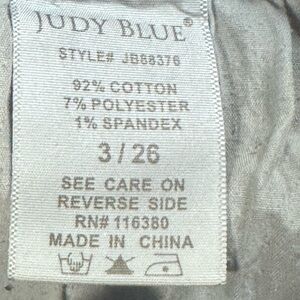 JUDY BLUE®
STYLE# JB88376
92% COTTON
7% POLYESTER
1% SPANDEX
3 / 26
SEE CARE ON
REVERSE SIDE
RN# 116380
MADE IN CHINA